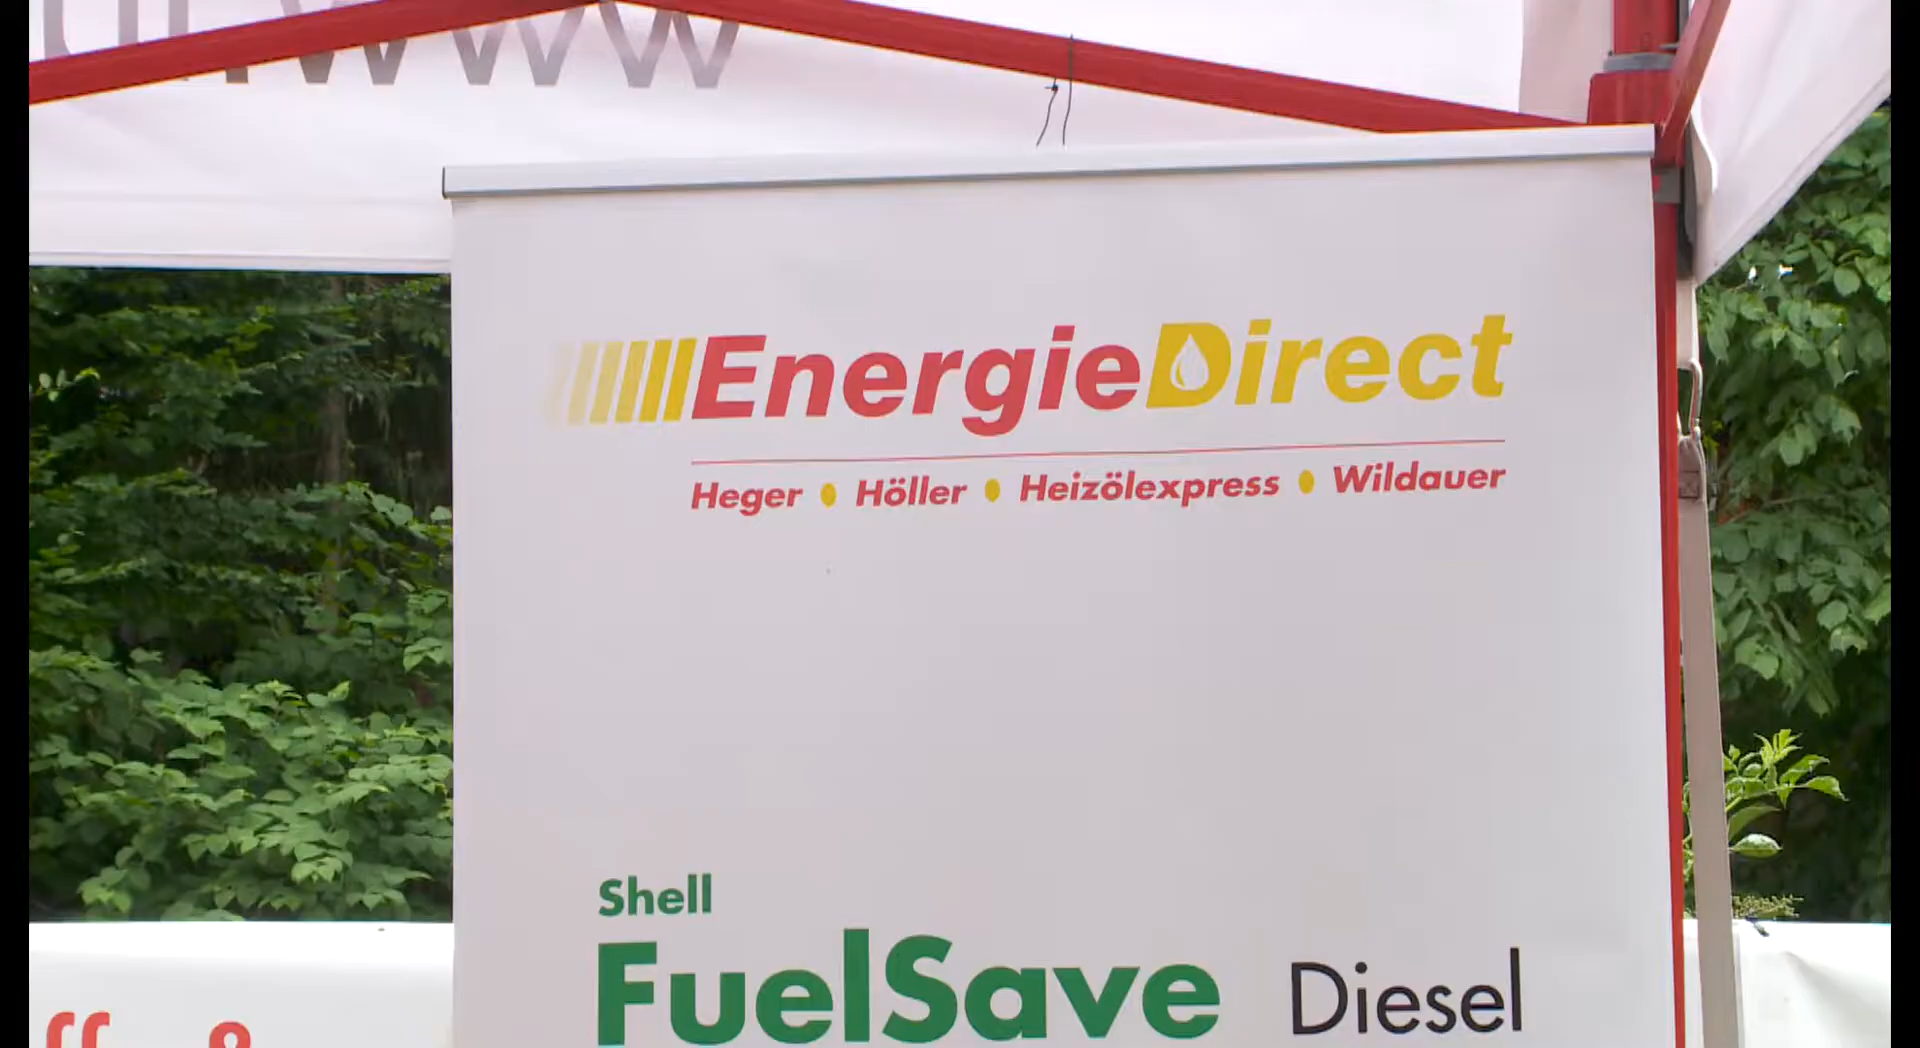 EnergieDirect
Heger • Höller • Heizölexpress • Wildauer
Shell
FuelSave Diesel